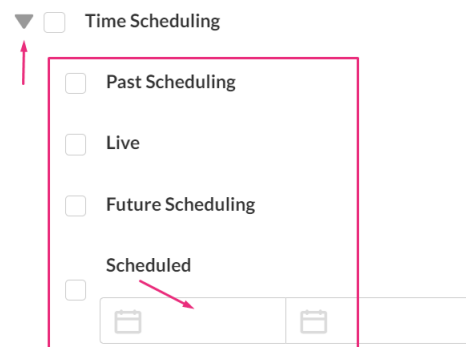 Time Scheduling
Past Scheduling
Live
Future Scheduling
Scheduled